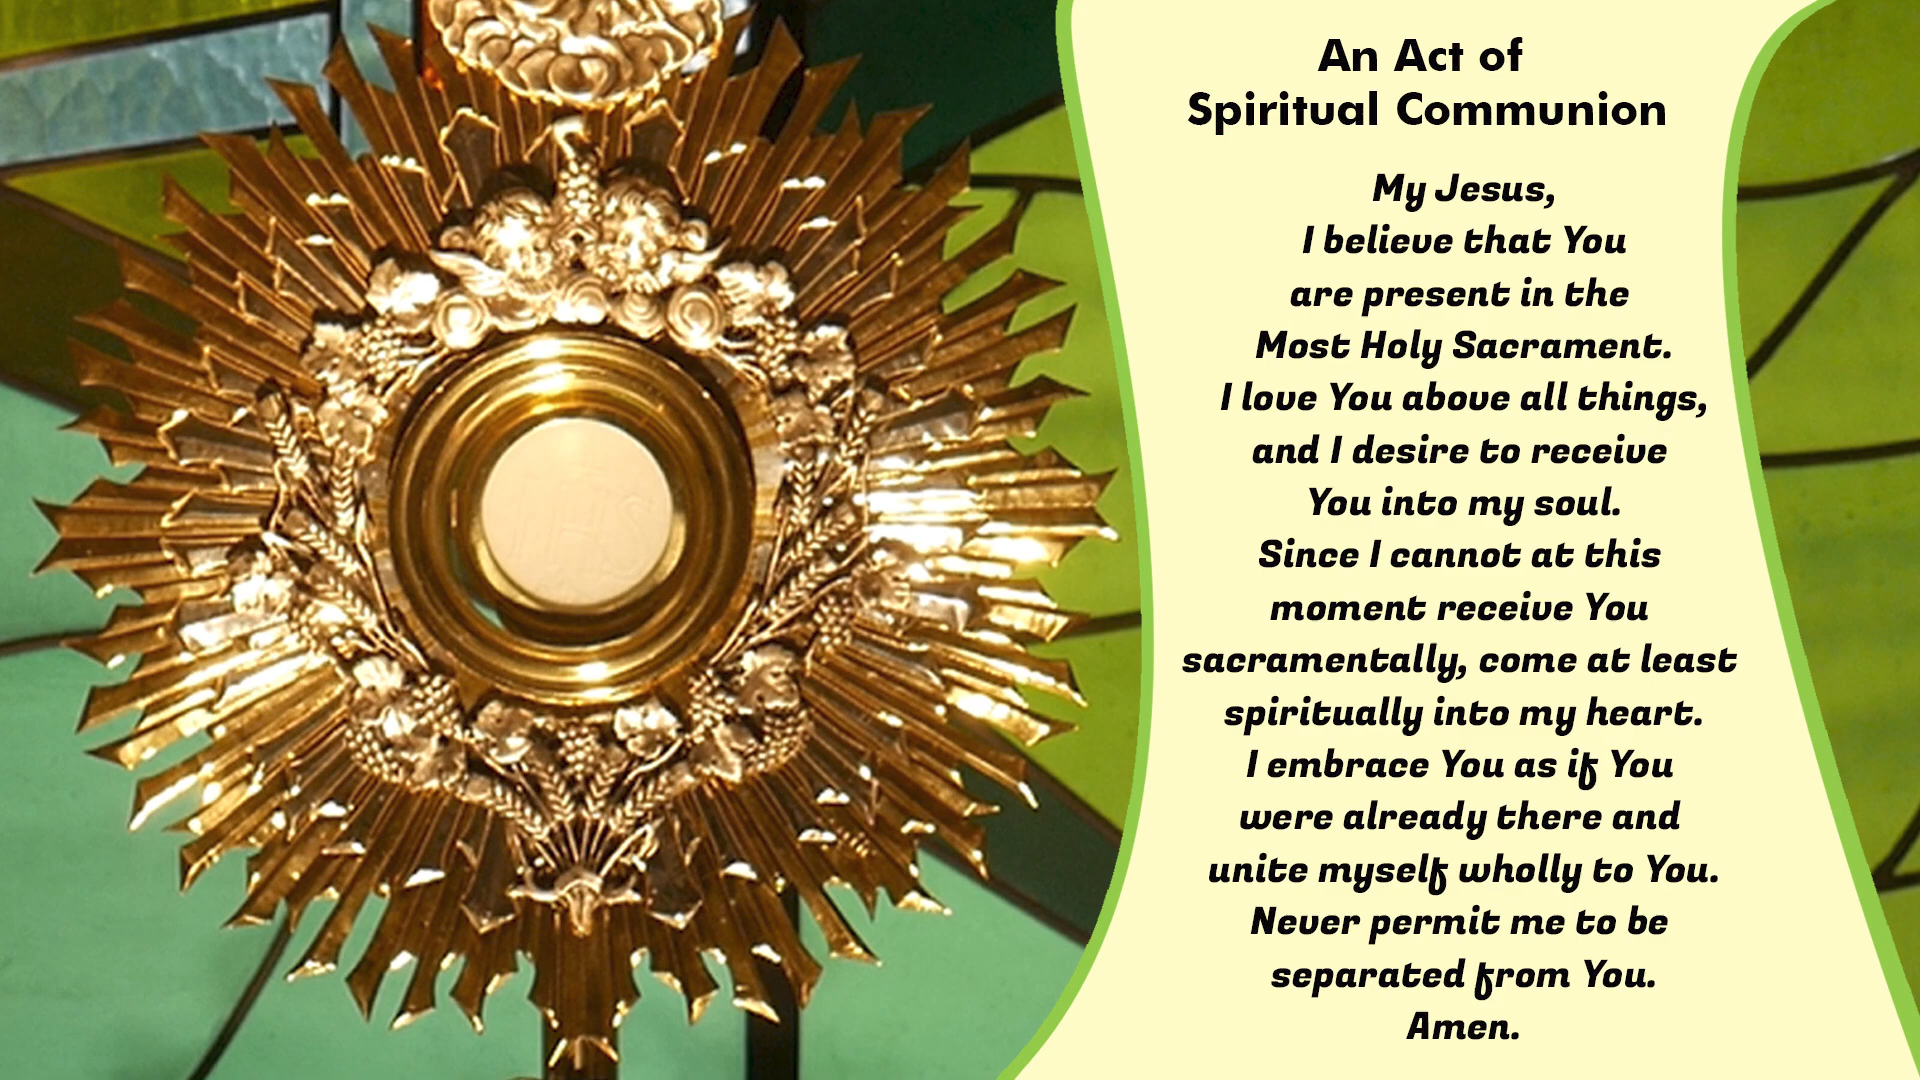 An Act of
Spiritual Communion
My Jesus,
I believe that You
are present in the
Most Holy Sacrament.
I love You above all things,
and I desire to receive
You into my soul.
Since I cannot at this
moment receive You
sacramentally, come at least
spiritually into my heart.
I embrace You as if You
were already there and
unite myself wholly to You.
Never permit me to be
separated from You.
Amen.
IHS